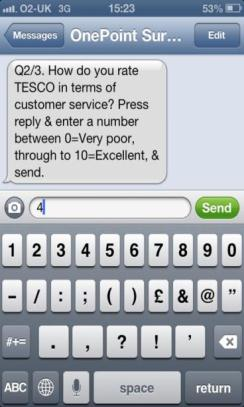 O2-UK 3G 15:23 53%
Messages OnePoint Sur... Edit
Q2/3. How do you rate
TESCO in terms of
customer service? Press
reply & enter a number
between 0=Very poor,
through to 10=Excellent, &
send.
4 Send
1 2 3 4 5 6 7 8 9 0
- / : ; ( ) £ & @ "
#+= . , ? ! '
ABC space return